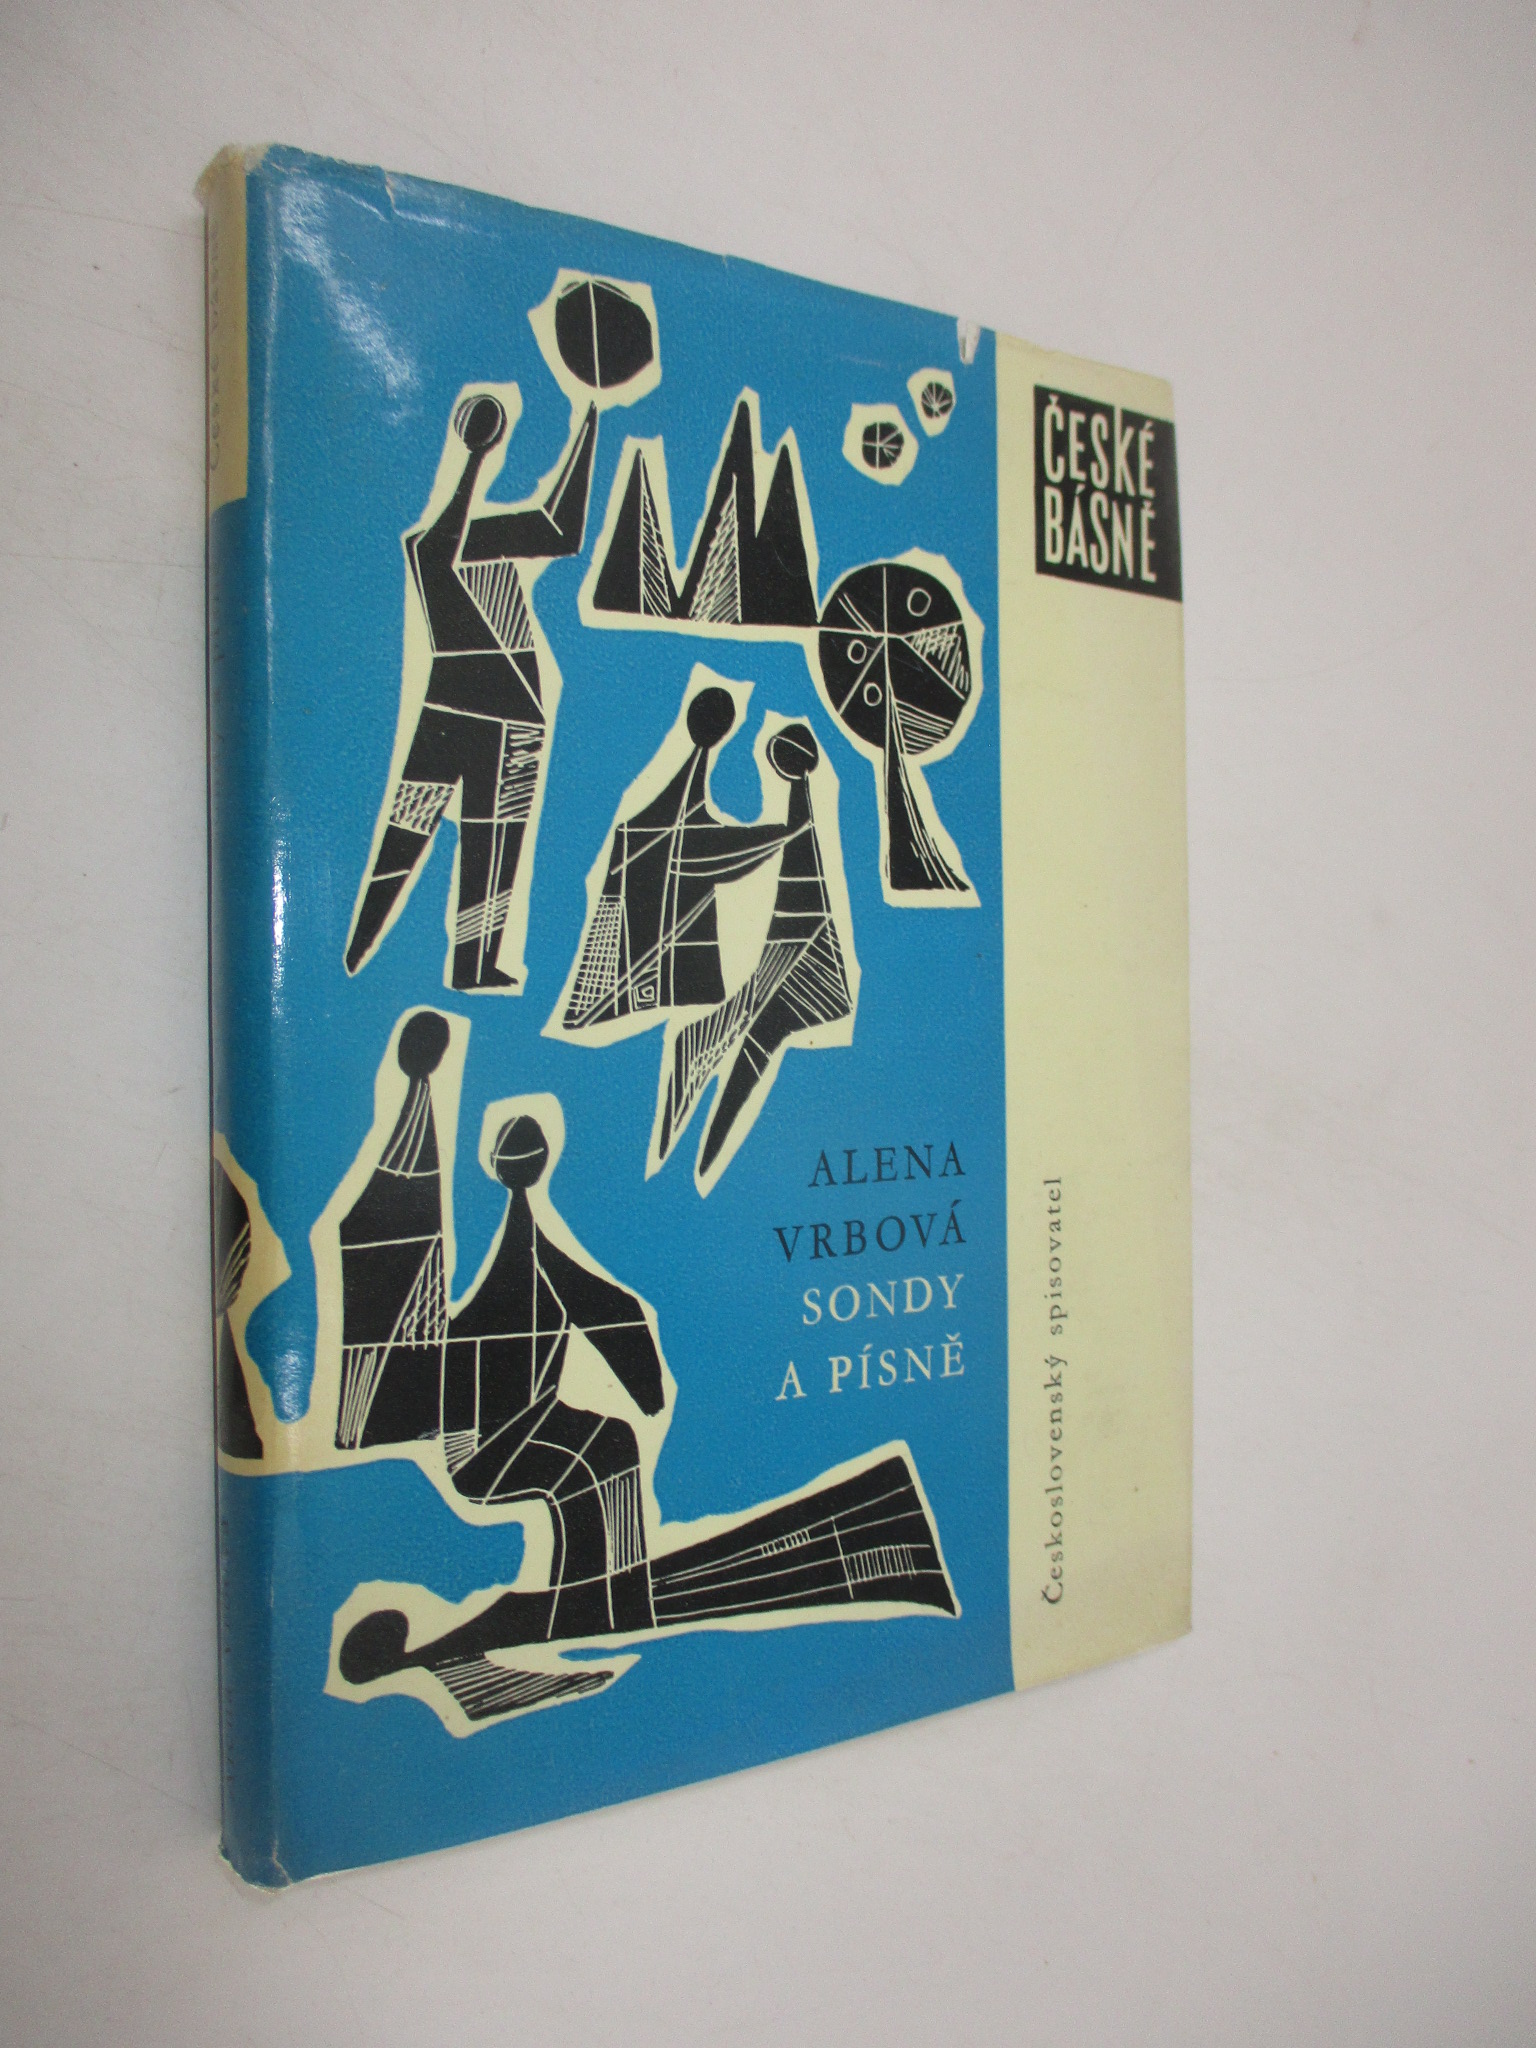 ČESKÉ
BÁSNĚ
ALENA
VRBOVÁ
SONDY
A PÍSNĚ
Československý spisovatel